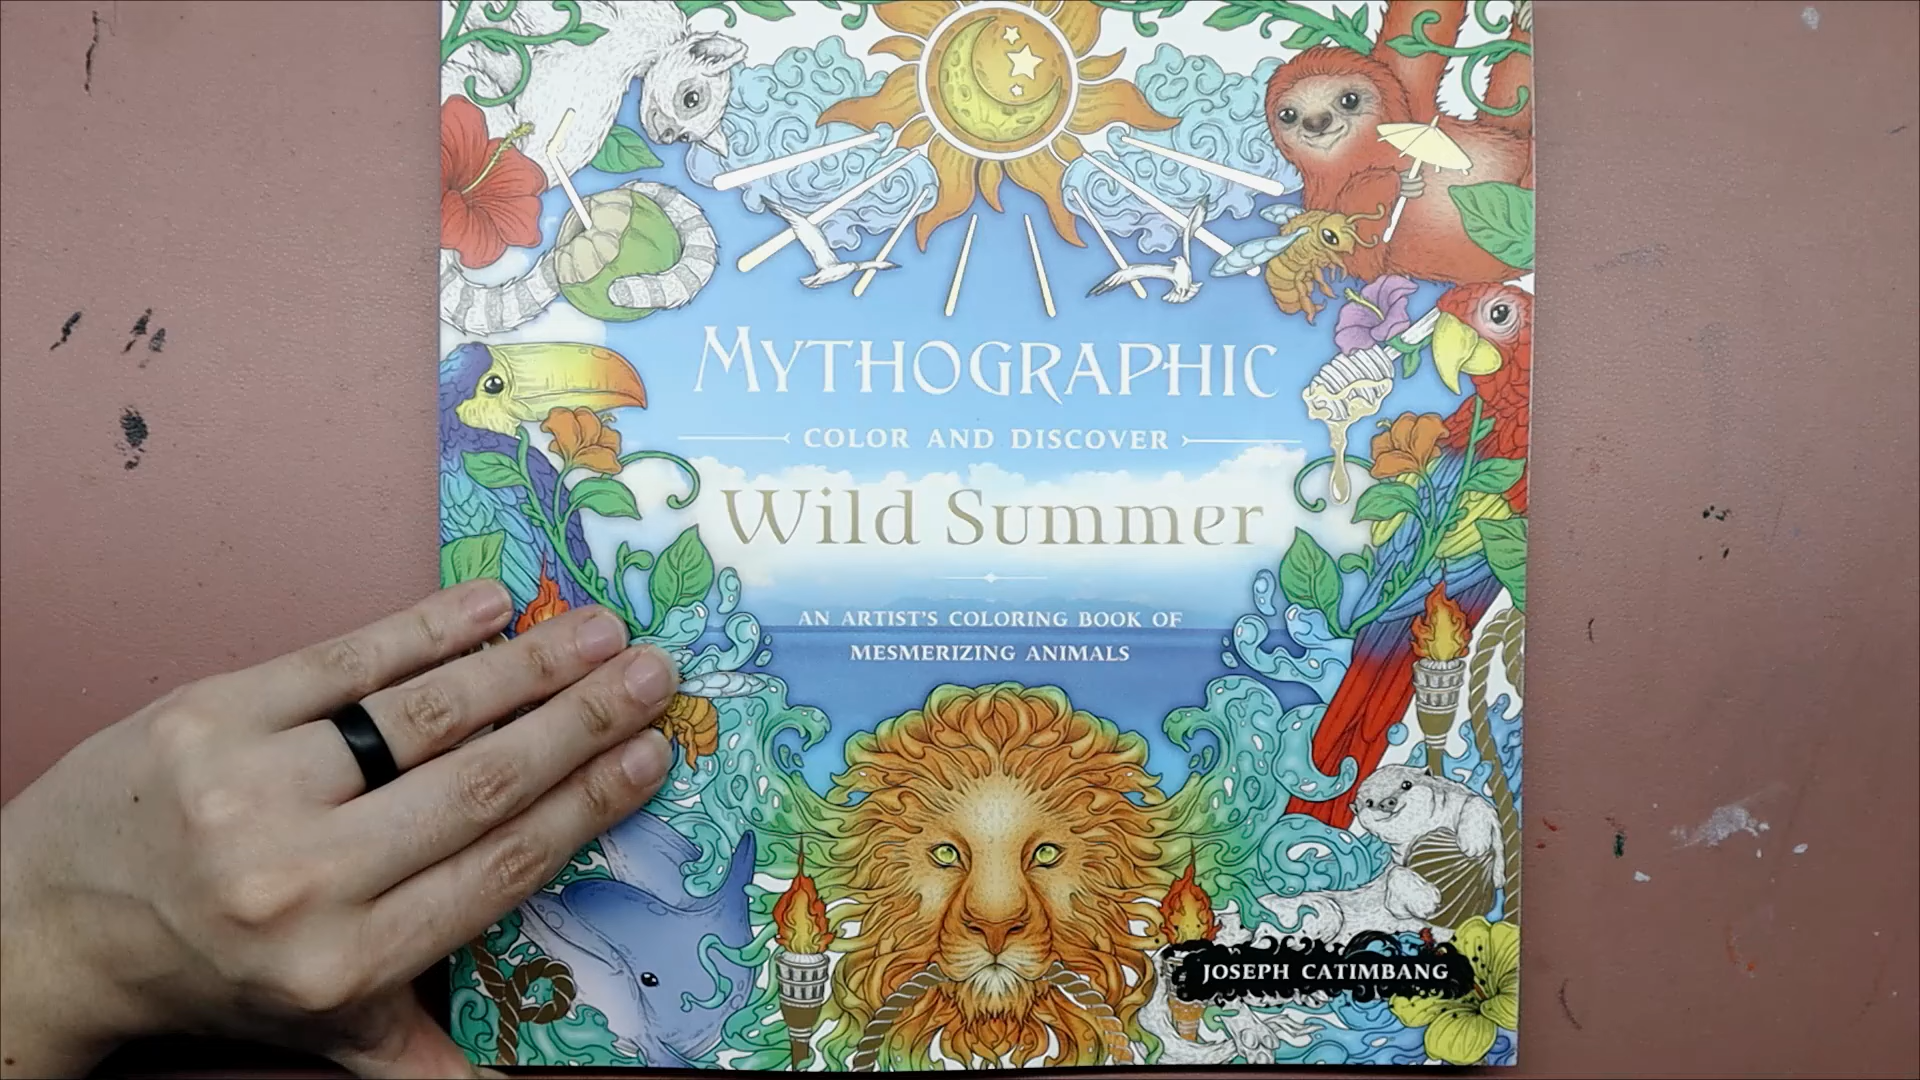 MYTHOGRAPHIC
COLOR AND DISCOVER
Wild Summer
AN ARTIST'S COLORING BOOK OF
MESMERIZING ANIMALS
JOSEPH CATIMBANG